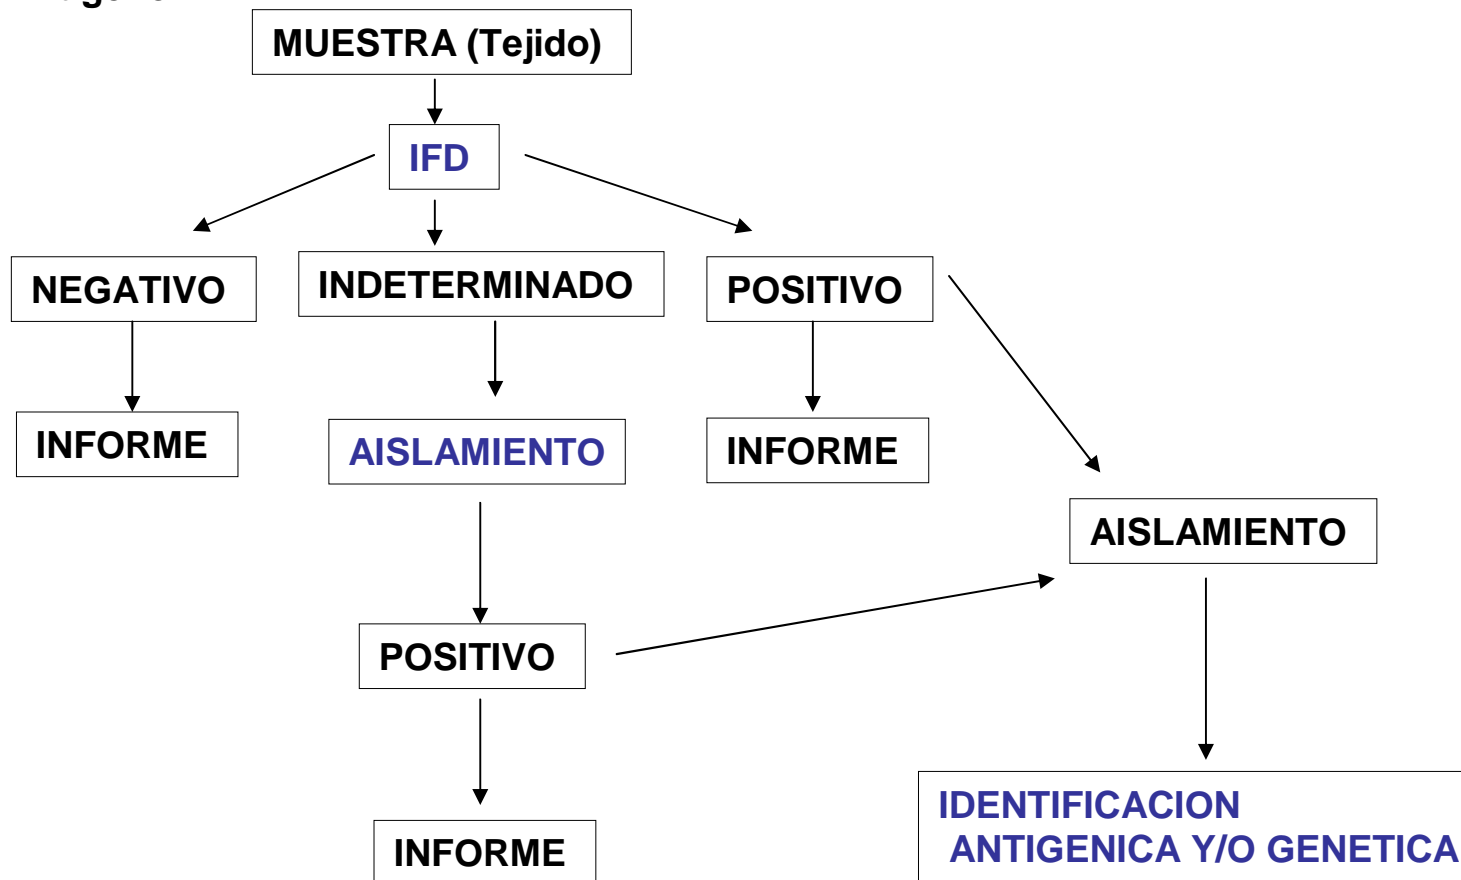 MUESTRA (Tejido)
IFD
NEGATIVO
INDETERMINADO
POSITIVO
INFORME
AISLAMIENTO
INFORME
AISLAMIENTO
POSITIVO
INFORME
IDENTIFICACION
ANTIGENICA Y/O GENETICA